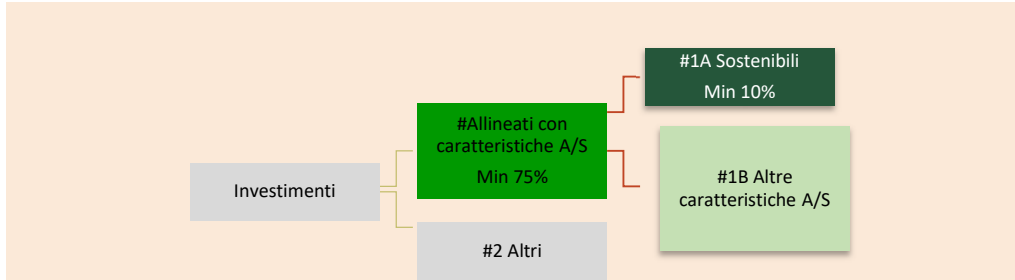 #1A Sostenibili
Min 10%
#Allineati con
caratteristiche A/S
Min 75%
#1B Altre
caratteristiche A/S
Investimenti
#2 Altri